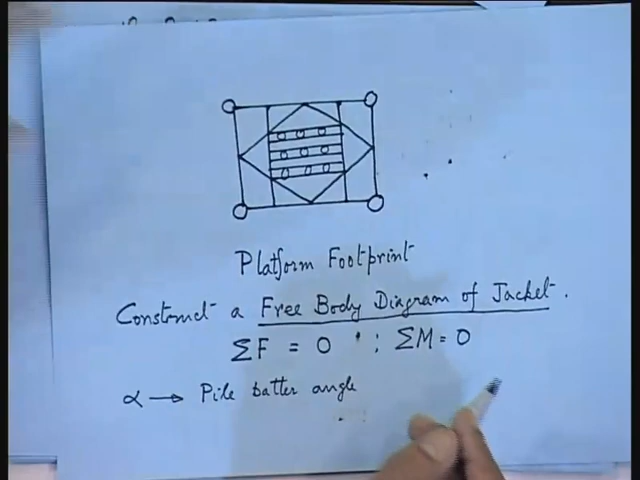 Platform Footprint
Construct a Free Body Diagram of Jacket.
ΣF = 0 ; ΣM = 0
α → Pile batter angle